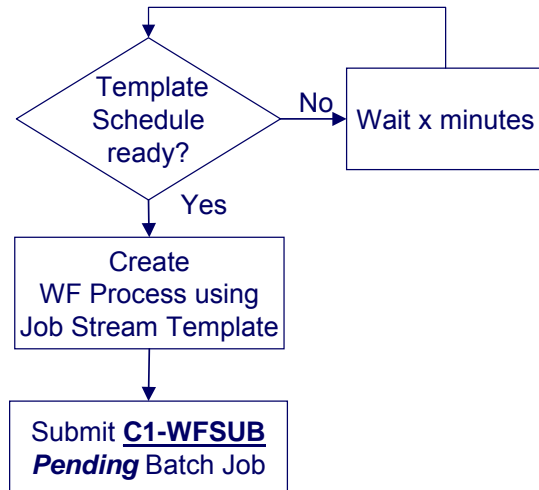 Template
Schedule
ready?
No
Wait x minutes
Yes
Create
WF Process using
Job Stream Template
Submit C1-WFSUB
Pending Batch Job